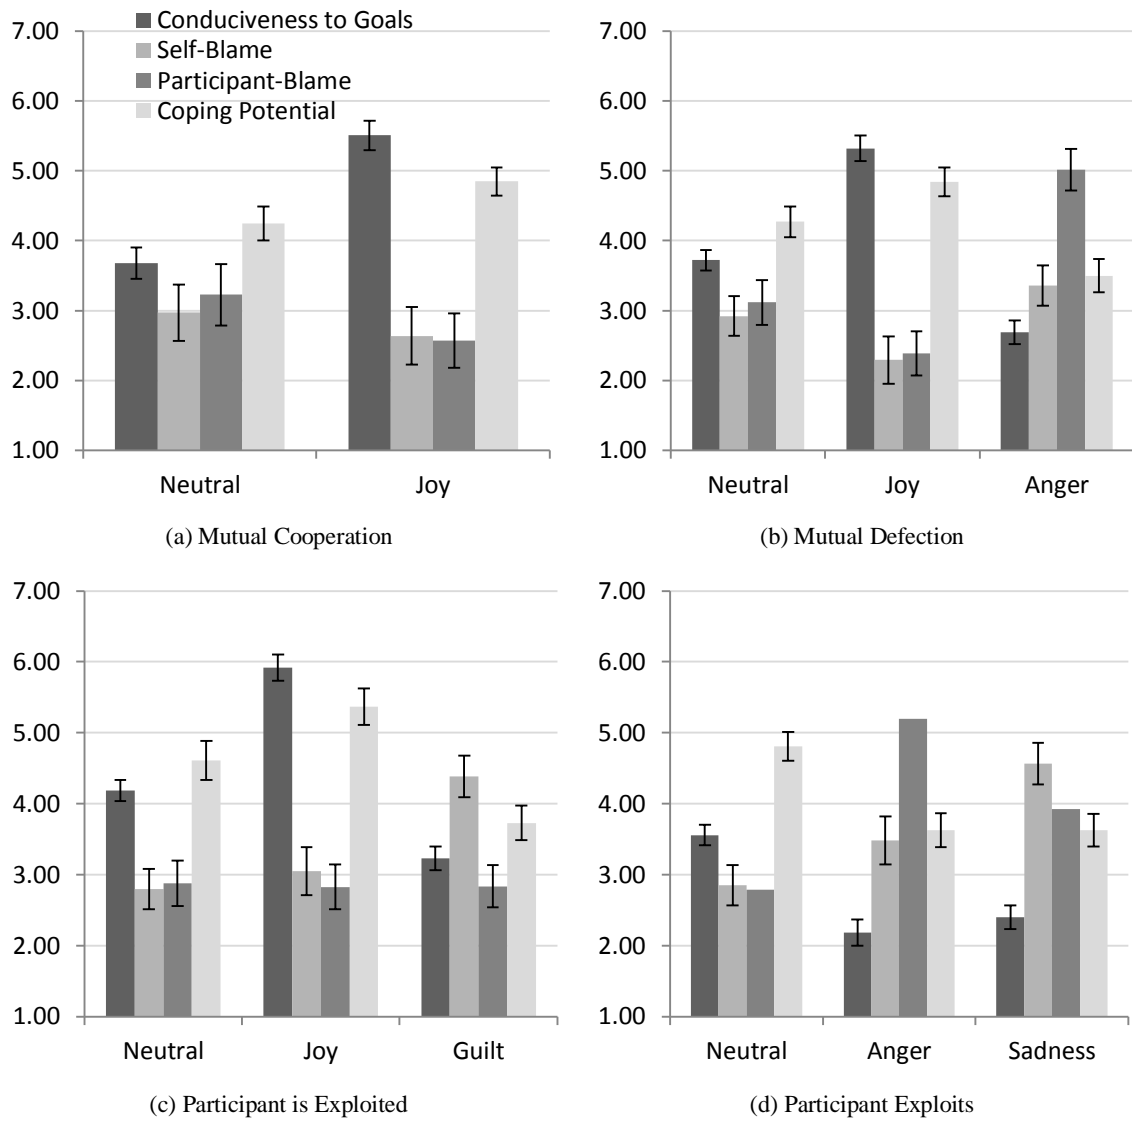 Conduciveness to Goals
Self-Blame
Participant-Blame
Coping Potential
7.00
6.00
5.00
4.00
3.00
2.00
1.00
Neutral Joy
(a) Mutual Cooperation
7.00
6.00
5.00
4.00
3.00
2.00
1.00
Neutral Joy Anger
(b) Mutual Defection
7.00
6.00
5.00
4.00
3.00
2.00
1.00
Neutral Joy Guilt
(c) Participant is Exploited
7.00
6.00
5.00
4.00
3.00
2.00
1.00
Neutral Anger Sadness
(d) Participant Exploits